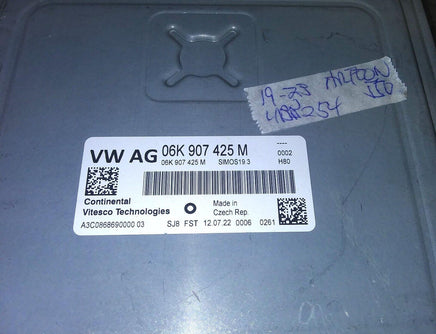 19-23 ARTEON
VAN254
VW AG 06K 907 425 M
----
06K 907 425 M SIMOS19.3
0002
H80
Continental
Vitesco Technologies
Made in
Czech Rep.
A3C0868690000 03 SJ8 FST 12.07.22 0006 0261